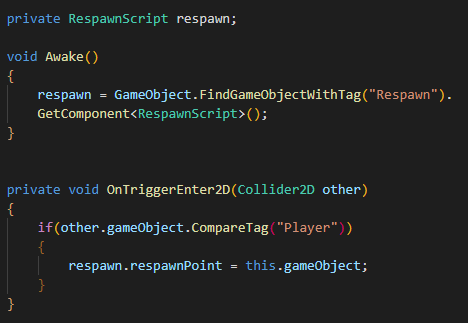 private RespawnScript respawn;
void Awake()
{
respawn = GameObject.FindGameObjectWithTag("Respawn").
GetComponent<RespawnScript>();
}
private void OnTriggerEnter2D(Collider2D other)
{
if(other.gameObject.CompareTag("Player"))
{
respawn.respawnPoint = this.gameObject;
}
}